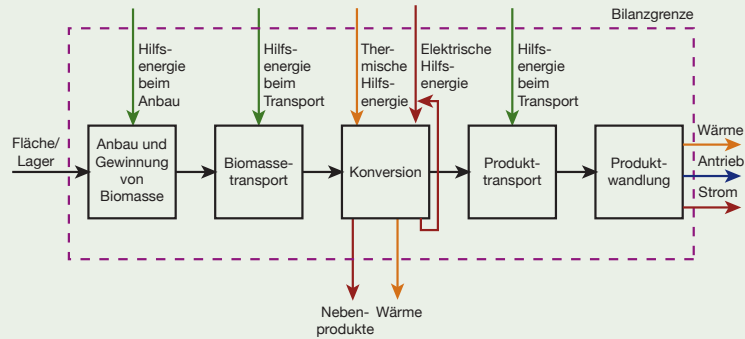 Bilanzgrenze
Hilfs-
energie
beim
Anbau
Hilfs-
energie
beim
Transport
Ther-
mische
Hilfs-
energie
Elektrische
Hilfs-
energie
Hilfs-
energie
beim
Transport
Fläche/
Lager
Anbau und
Gewinnung
von
Biomasse
Biomasse-
transport
Konversion
Produkt-
transport
Produkt-
wandlung
Wärme
Antrieb
Strom
Neben-
produkte
Wärme